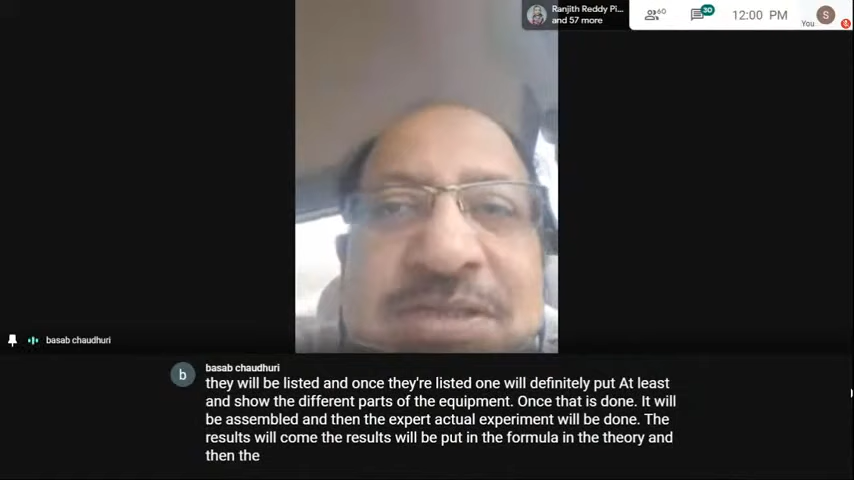 Ranjith Reddy Pi...
and 57 more
60
30
12:00 PM
You
S
basab chaudhuri
b
basab chaudhuri
they will be listed and once they're listed one will definitely put At least
and show the different parts of the equipment. Once that is done. It will
be assembled and then the expert actual experiment will be done. The
results will come the results will be put in the formula in the theory and
then the